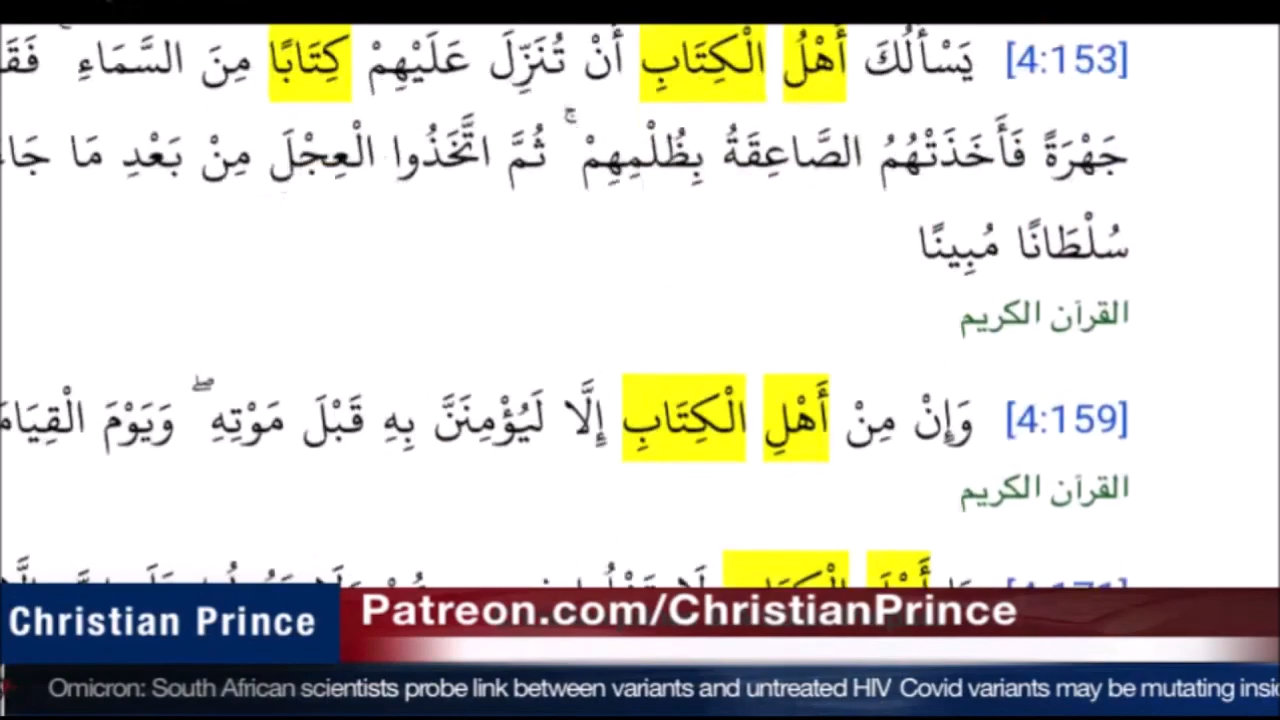 [4:153] يَسْأَلُكَ أَهْلُ الْكِتَابِ أَنْ تُنَزِّلَ عَلَيْهِمْ كِتَابًا مِنَ السَّمَاءِ ۚ
جَهْرَةً فَأَخَذَتْهُمُ الصَّاعِقَةُ بِظُلْمِهِمْ ۚ ثُمَّ اتَّخَذُوا الْعِجْلَ مِنْ بَعْدِ مَا
سُلْطَانًا مُبِينًا
القرآن الكريم
[4:159] وَإِنْ مِنْ أَهْلِ الْكِتَابِ إِلَّا لَيُؤْمِنَنَّ بِهِ قَبْلَ مَوْتِهِ ۖ وَيَوْمَ
القرآن الكريم
Christian Prince
Patreon.com/ChristianPrince
Omicron: South African scientists probe link between variants and untreated HIV Covid variants may be mutating